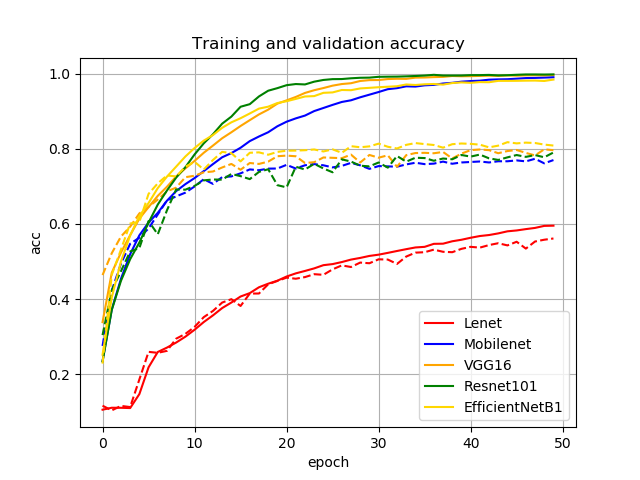 Training and validation accuracy
acc
1.0
0.8
0.6
0.4
0.2
0
10
20
30
40
50
epoch
Lenet
Mobilenet
VGG16
Resnet101
EfficientNetB1